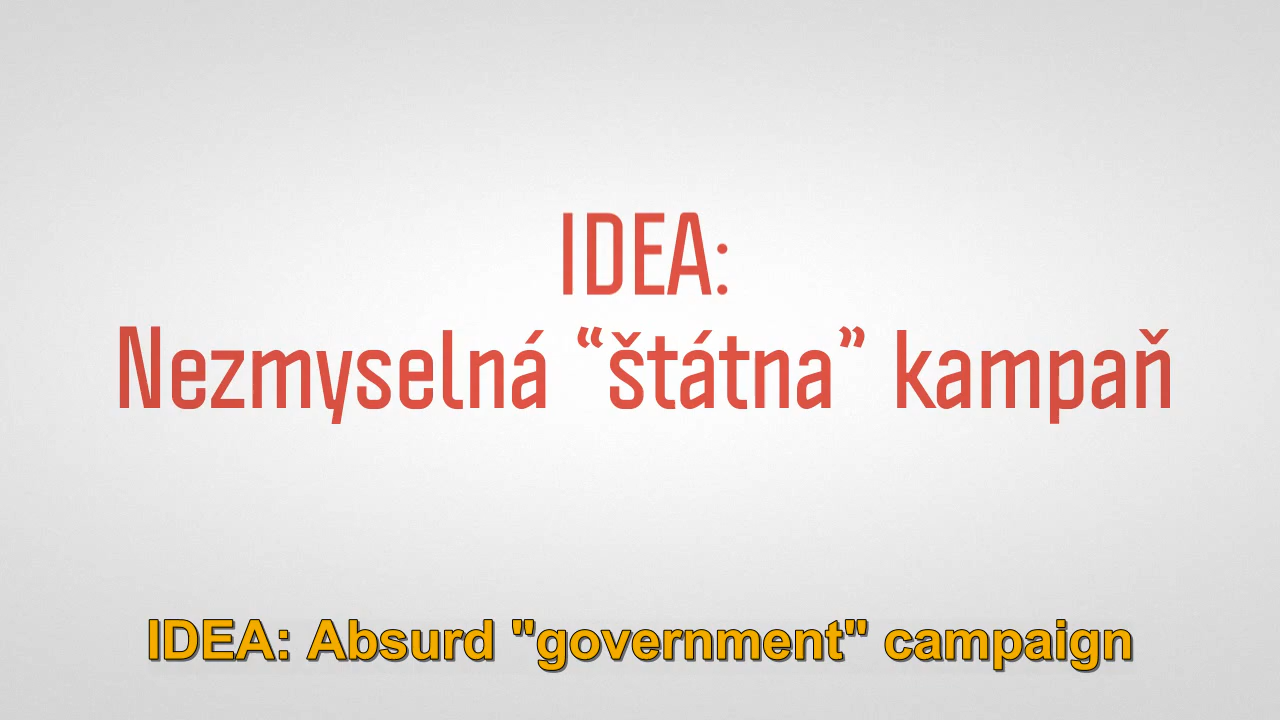 IDEA:
Nezmyselná “štátna” kampaň
IDEA: Absurd "government" campaign